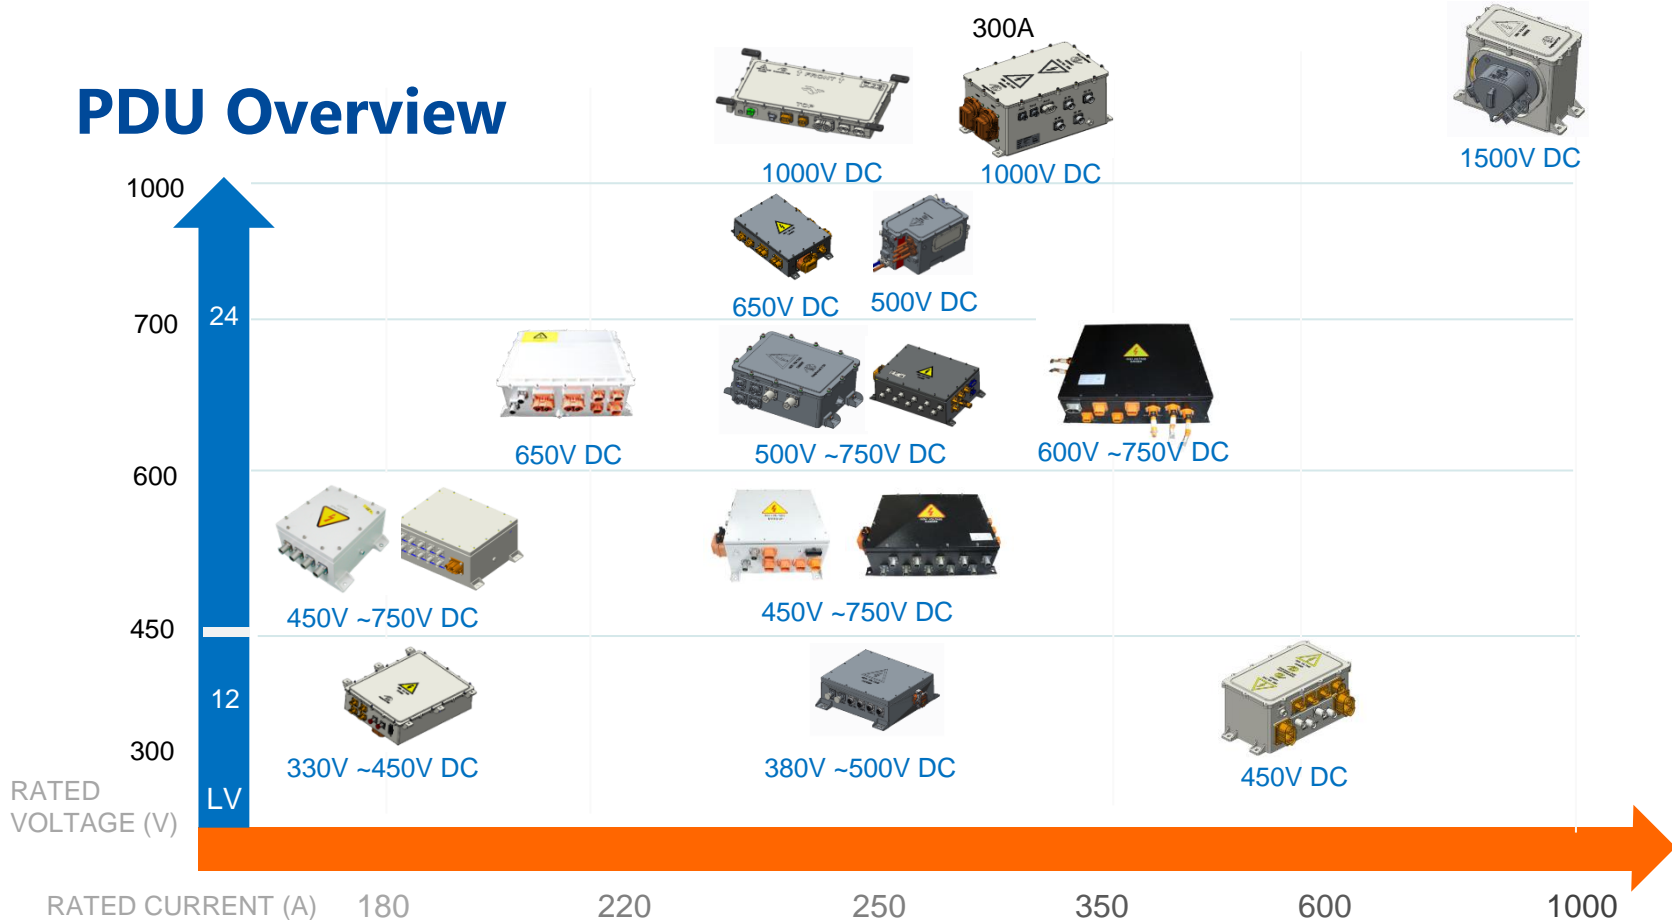 300A
PDU Overview
1000V DC
1000V DC
1500V DC
1000
650V DC
500V DC
700
24
650V DC
500V ~750V DC
600V ~750V DC
600
450V ~750V DC
450V ~750V DC
450
12
300
330V ~450V DC
380V ~500V DC
450V DC
RATED
VOLTAGE (V)
LV
RATED CURRENT (A)
180
220
250
350
600
1000
FRONT
TOP